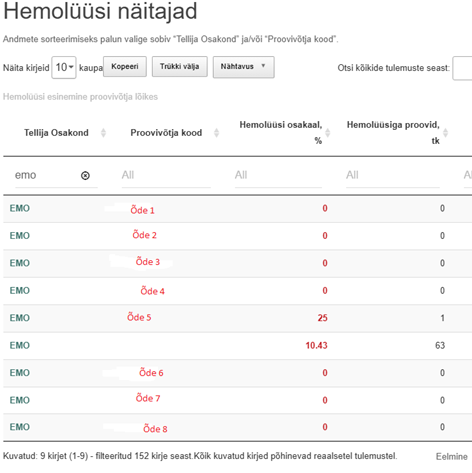 Hemolüüsi näitajad
Andmete sorteerimiseks palun valige sobiv "Tellija Osakond" ja/või "Proovivõtja kood".
Näita kirjeid 10 kaupa Kopeeri Trükki välja Nähtavus Otsi kõikide tulemuste seast:
Hemolüüsi esinemine proovivõtja lõikes
Tellija Osakond Proovivõtja kood Hemolüüsi osakaal, % Hemolüüsiga proovid, tk
emo All All All Al
EMO Õde 1 0 0
EMO Õde 2 0 0
EMO Õde 3 0 0
EMO Õde 4 0 0
EMO Õde 5 25 1
EMO 10.43 63
EMO Õde 6 0 0
EMO Õde 7 0 0
EMO Õde 8 0 0
Kuvatud: 9 kirjet (1-9) - filteeritud 152 kirje seast.Kõik kuvatud kirjed põhinevad reaalsetel tulemustel. Eelmine